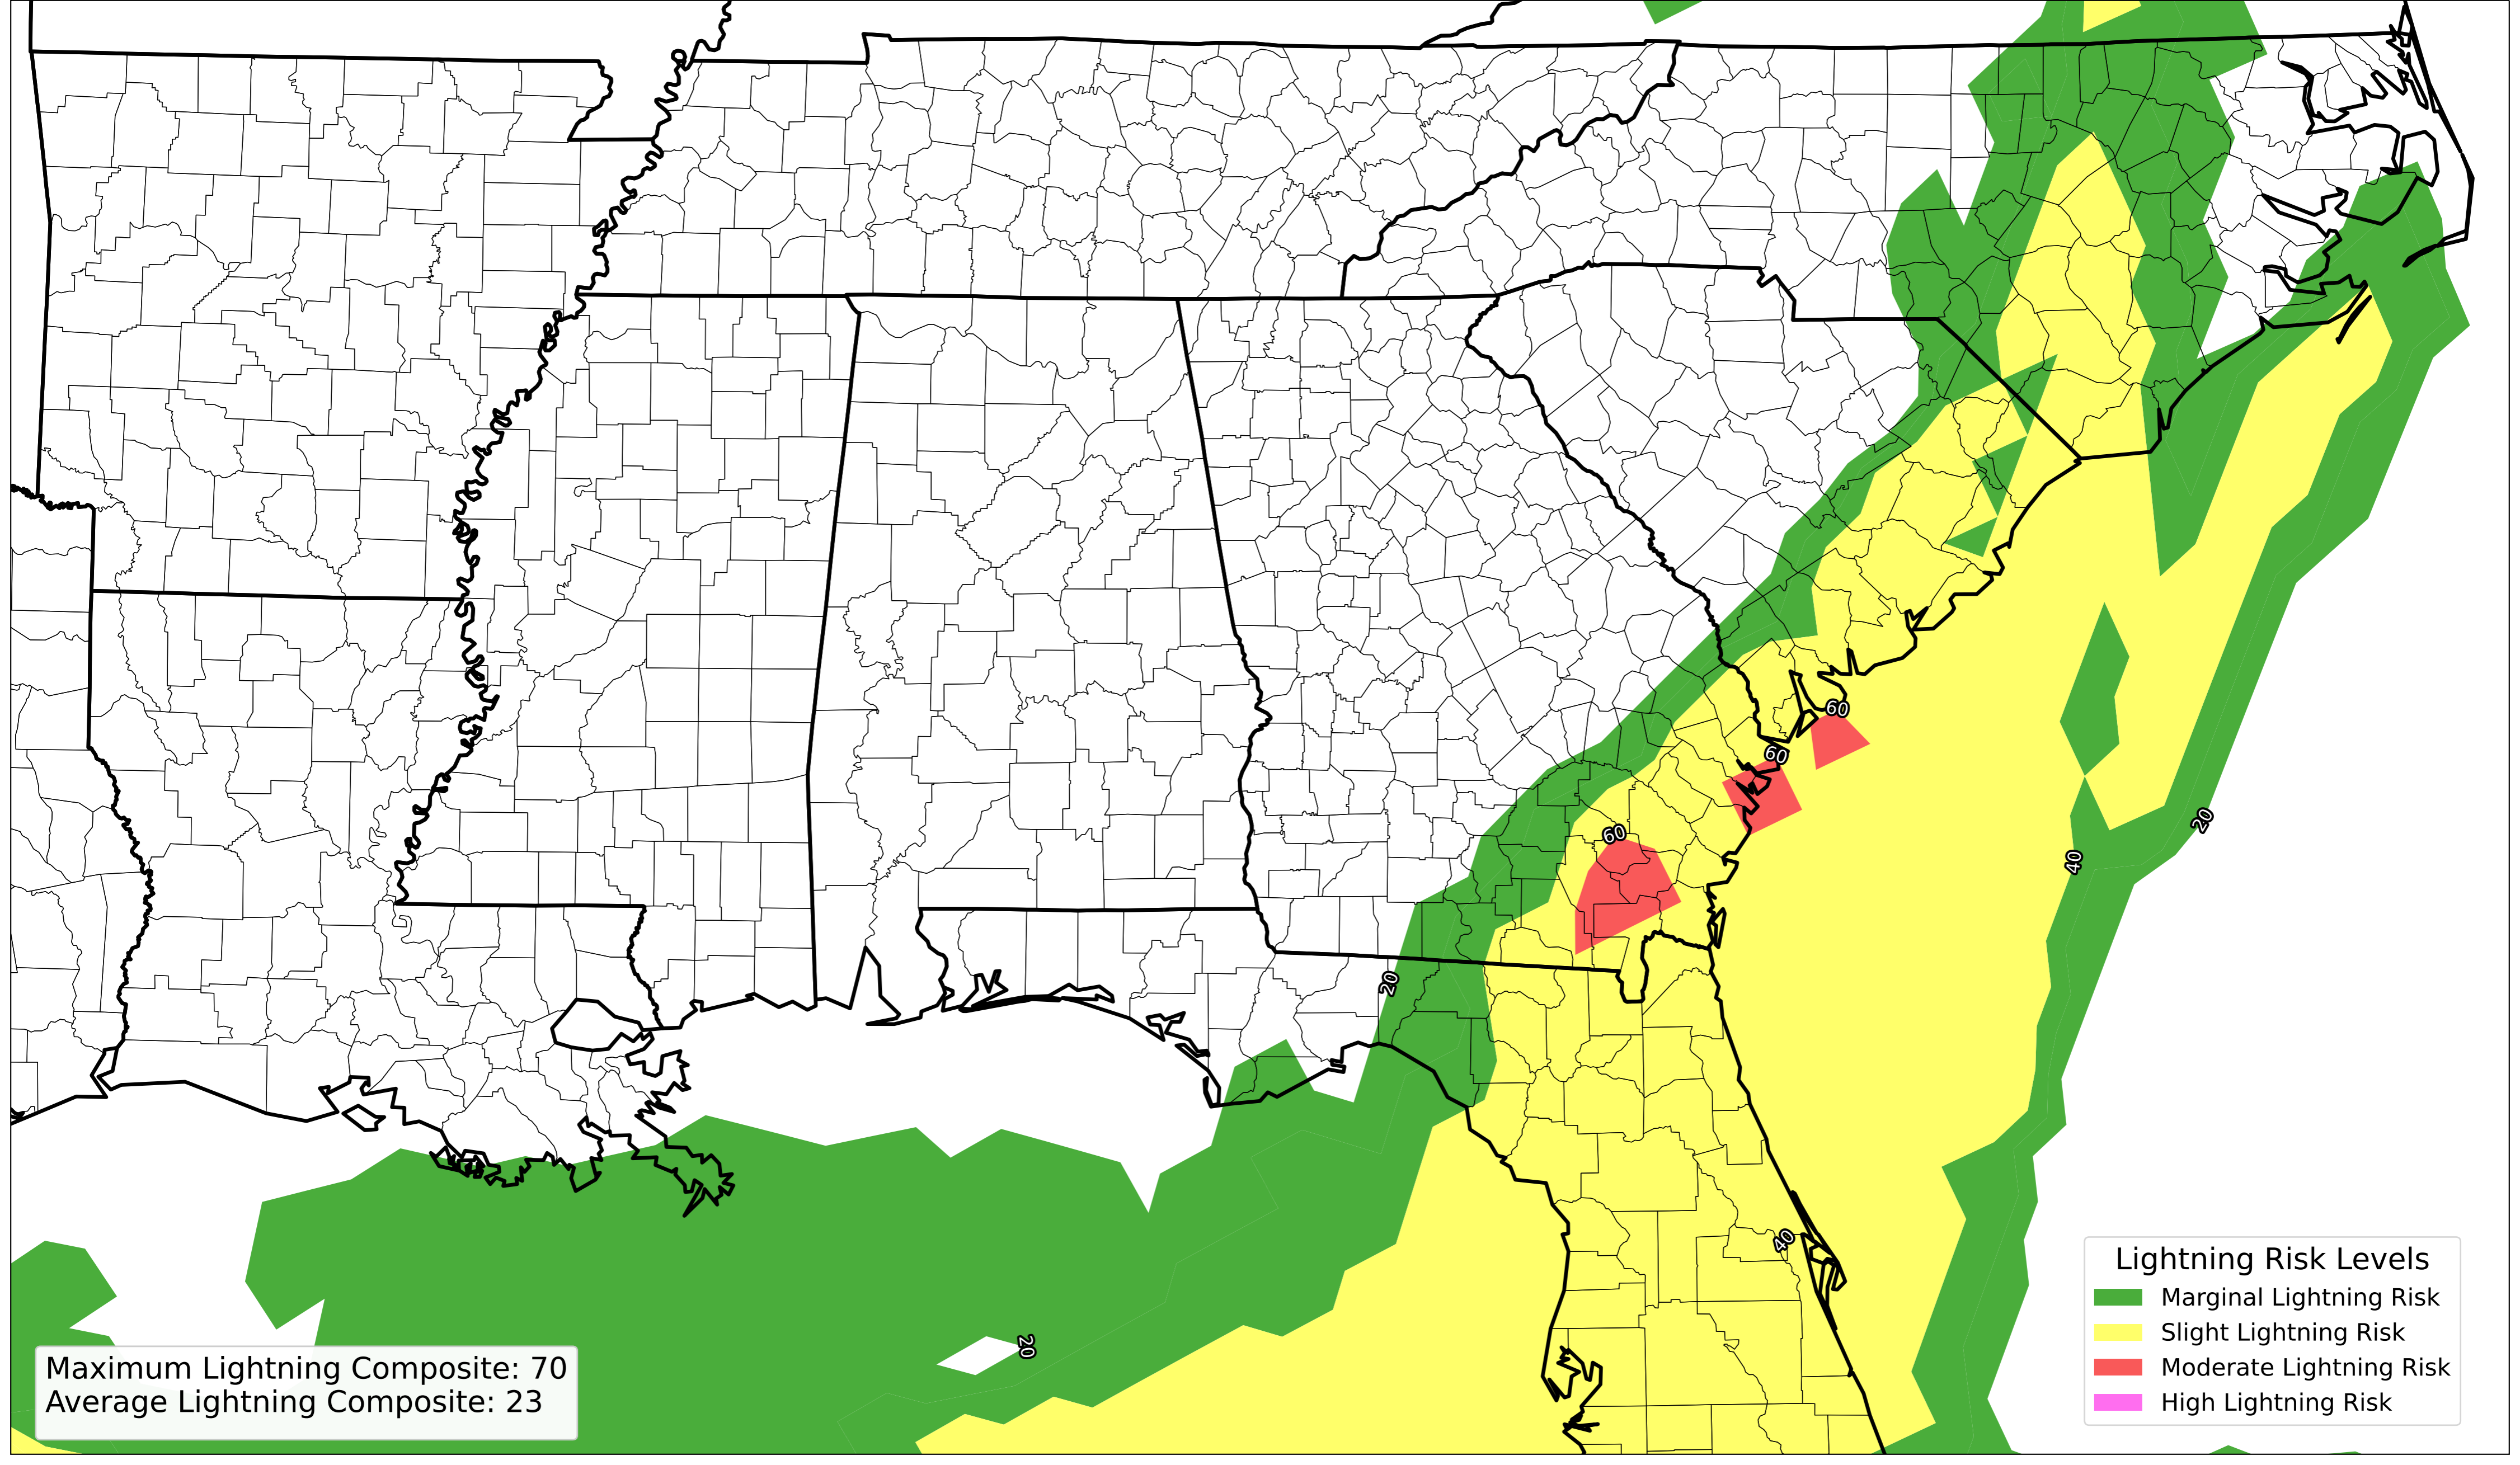 60
60
60
20
40
20
40
20
Lightning Risk Levels
Marginal Lightning Risk
Slight Lightning Risk
Moderate Lightning Risk
High Lightning Risk
Maximum Lightning Composite: 70
Average Lightning Composite: 23